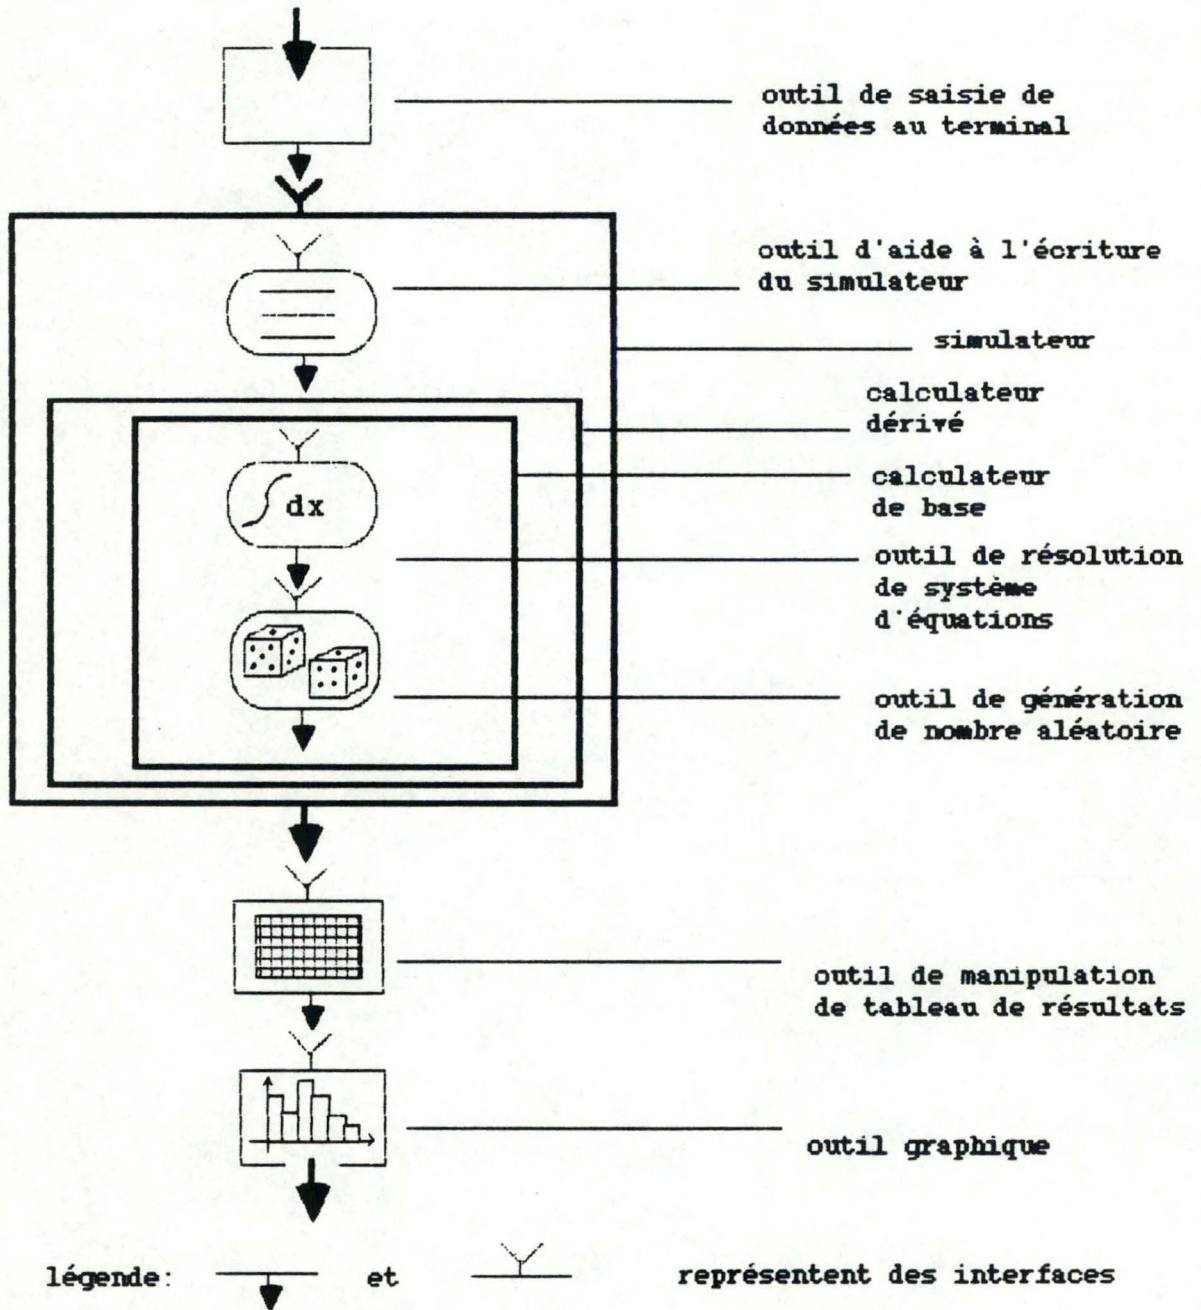 outil de saisie de
données au terminal
outil d'aide à l'écriture
du simulateur
simulateur
calculateur
dérivé
calculateur
de base
∫ dx
outil de résolution
de système
d'équations
outil de génération
de nombre aléatoire
outil de manipulation
de tableau de résultats
outil graphique
légende: et représentent des interfaces